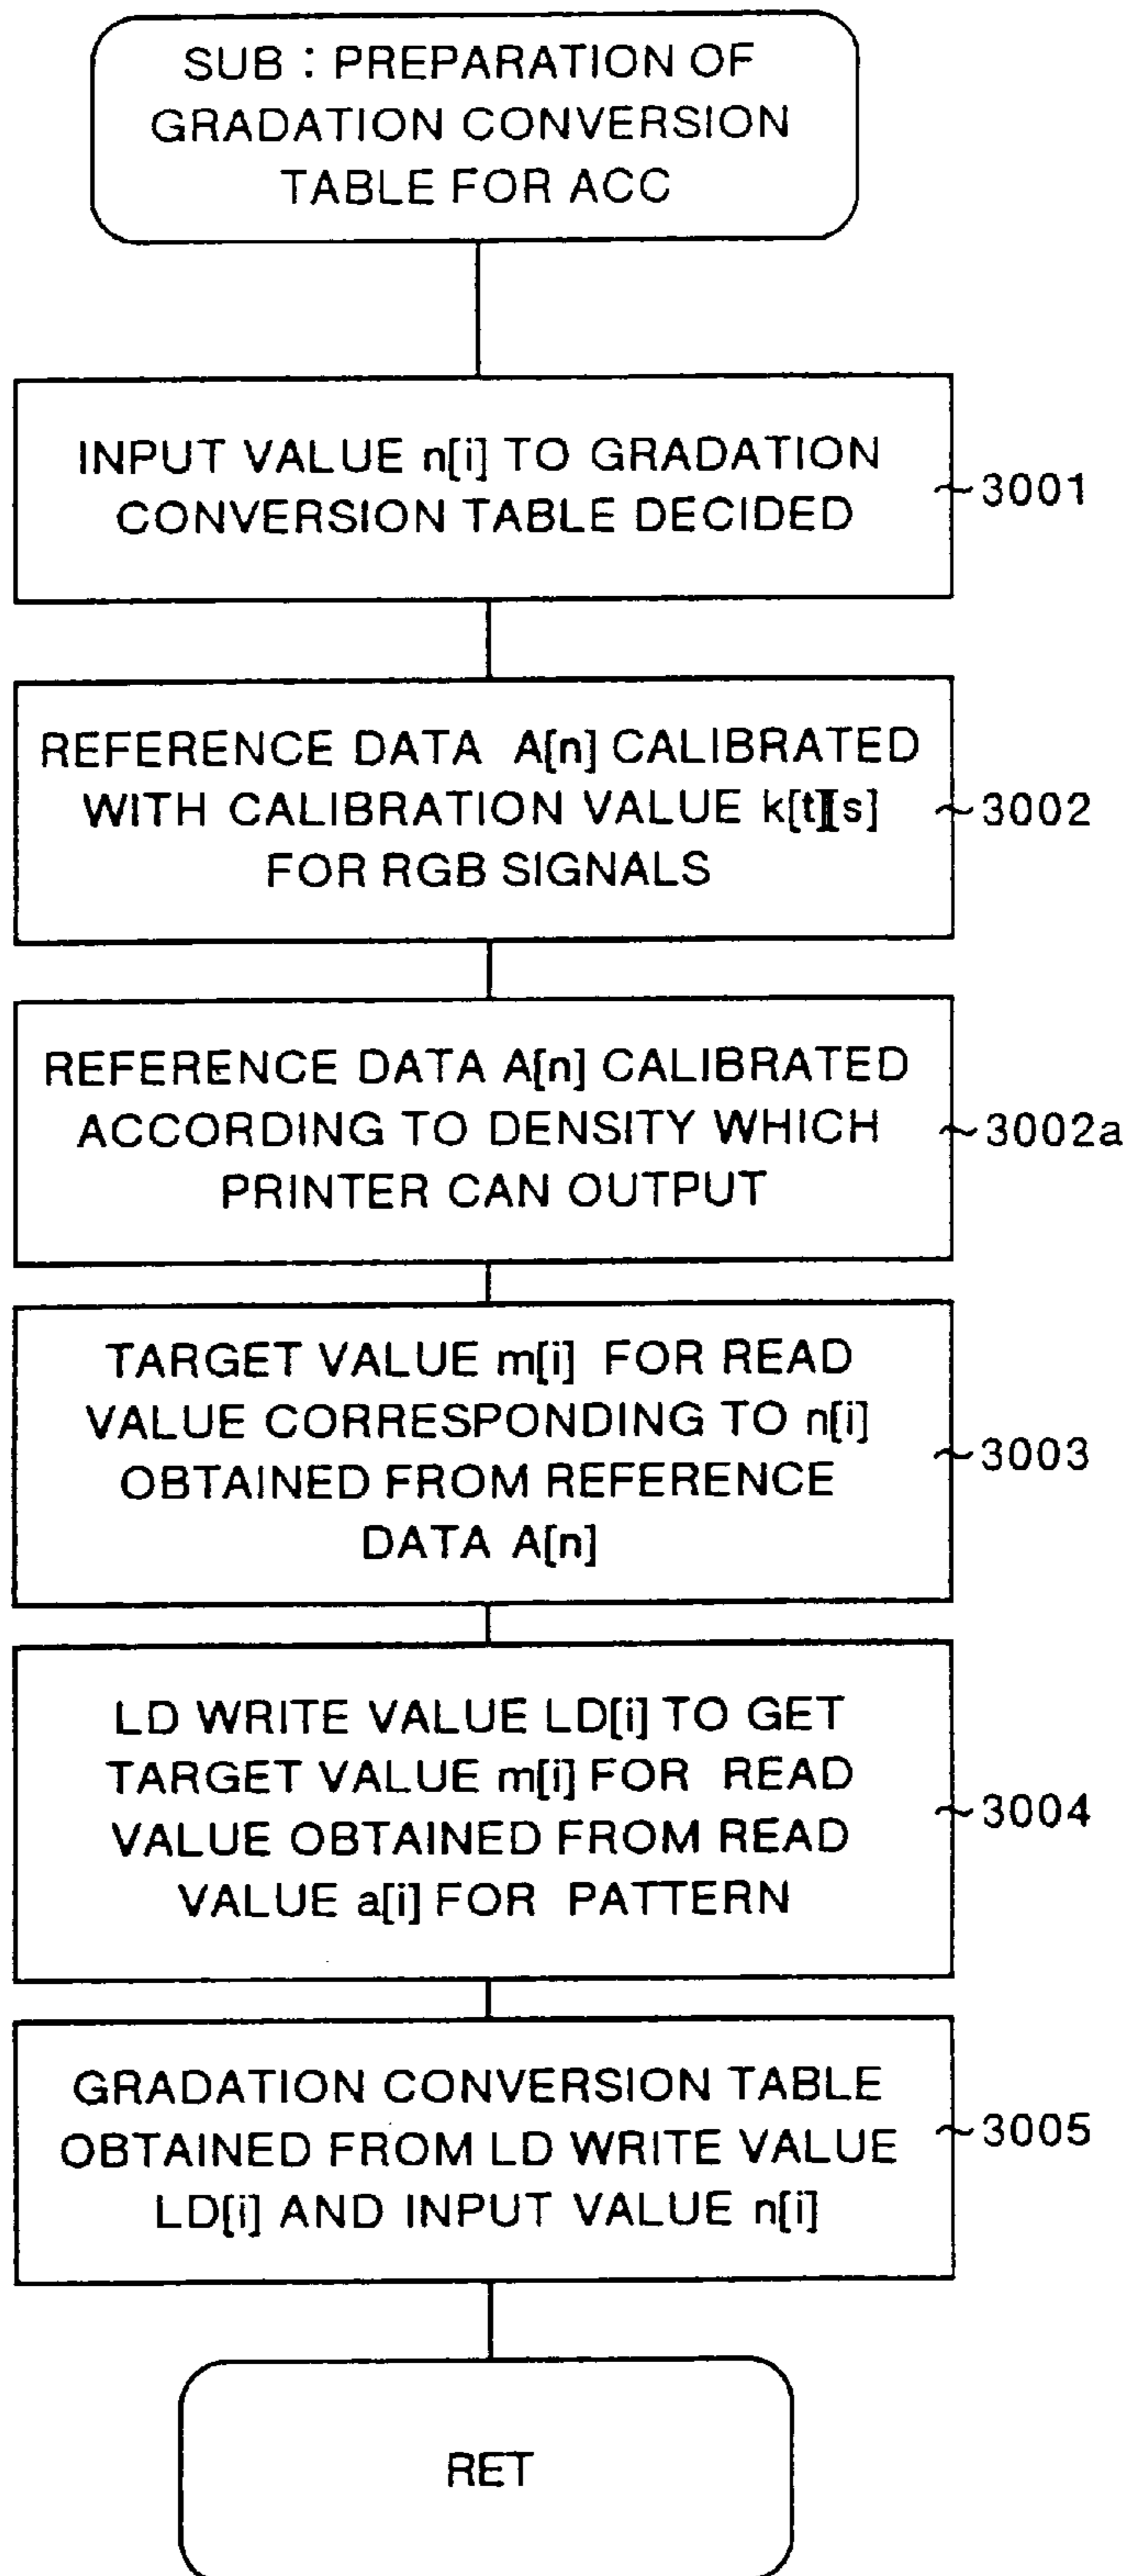 SUB : PREPARATION OF
GRADATION CONVERSION
TABLE FOR ACC
INPUT VALUE n[i] TO GRADATION
CONVERSION TABLE DECIDED
3001
REFERENCE DATA A[n] CALIBRATED
WITH CALIBRATION VALUE k[t][s]
FOR RGB SIGNALS
3002
REFERENCE DATA A[n] CALIBRATED
ACCORDING TO DENSITY WHICH
PRINTER CAN OUTPUT
3002a
TARGET VALUE m[i] FOR READ
VALUE CORRESPONDING TO n[i]
OBTAINED FROM REFERENCE
DATA A[n]
3003
LD WRITE VALUE LD[i] TO GET
TARGET VALUE m[i] FOR READ
VALUE OBTAINED FROM READ
VALUE a[i] FOR PATTERN
3004
GRADATION CONVERSION TABLE
OBTAINED FROM LD WRITE VALUE
LD[i] AND INPUT VALUE n[i]
3005
RET